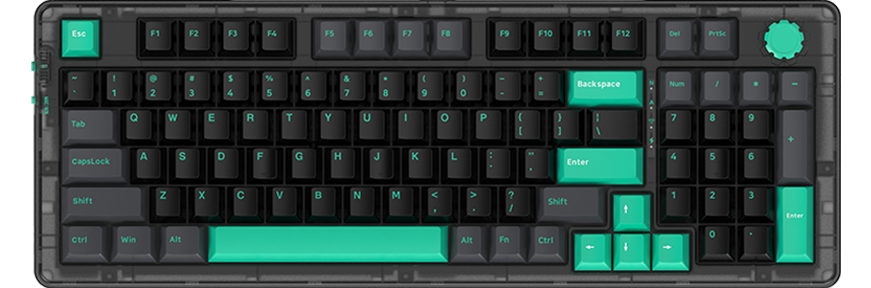 Esc F1 F2 F3 F4 F5 F6 F7 F8 F9 F10 F11 F12 Del PrtSc
~ ! @ # $ % ^ & * ( ) _ + Backspace Num / * -
` 1 2 3 4 5 6 7 8 9 0 - =
Tab Q W E R T Y U I O P { } | 7 8 9 +
[ ] \
CapsLock A S D F G H J K L : " Enter 4 5 6
; '
Shift Z X C V B N M < > ? Shift ↑ 1 2 3 Enter
, . /
Ctrl Win Alt Alt Fn Ctrl ← ↓ → 0 .